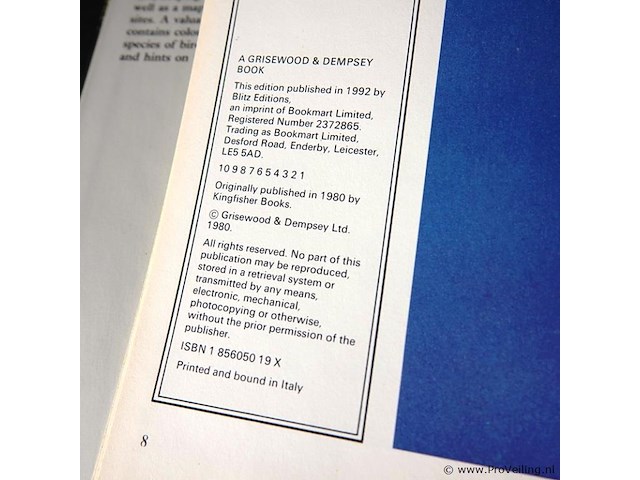 well as a map
sites. A valua
contains colo
species of bir
and hints on
A GRISEWOOD & DEMPSEY
BOOK
This edition published in 1992 by
Blitz Editions,
an imprint of Bookmart Limited,
Registered Number 2372865.
Trading as Bookmart Limited,
Desford Road, Enderby, Leicester,
LE5 5AD.
10 9 8 7 6 5 4 3 2 1
Originally published in 1980 by
Kingfisher Books.
© Grisewood & Dempsey Ltd.
1980.
All rights reserved. No part of this
publication may be reproduced,
stored in a retrieval system or
transmitted by any means,
electronic, mechanical,
photocopying or otherwise,
without the prior permission of the
publisher.
ISBN 1 856050 19 X
Printed and bound in Italy
8
© www.ProVeiling.nl